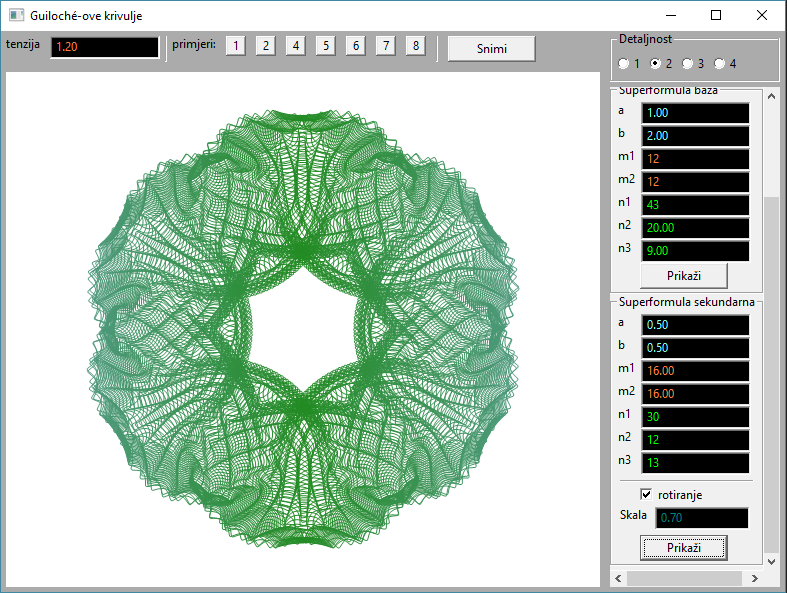 Guiloché-ove krivulje
tenzija 1.20 primjeri: 1 2 4 5 6 7 8 Snimi
Detaljnost
1 2 3 4
Superformula baza
a 1.00
b 2.00
m1 12
m2 12
n1 43
n2 20.00
n3 9.00
Prikaži
Superformula sekundarna
a 0.50
b 0.50
m1 16.00
m2 16.00
n1 30
n2 12
n3 13
rotiranje
Skala 0.70
Prikaži